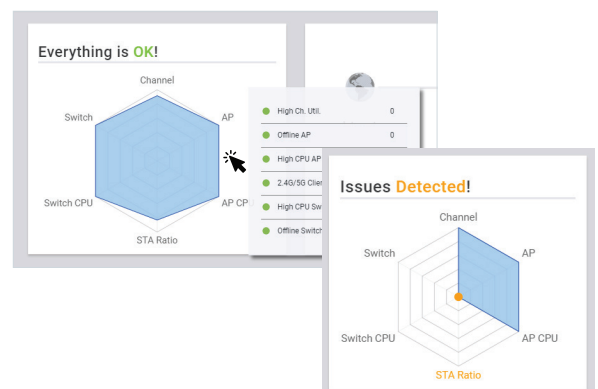 Everything is OK!
Channel
Switch
AP
Switch CPU
AP CP
STA Ratio
High Ch. Util. 0
Offline AP 0
High CPU AP
2.4G/5G Clie
High CPU Sw
Offline Switch
Issues Detected!
Channel
Switch
AP
Switch CPU
AP CPU
STA Ratio